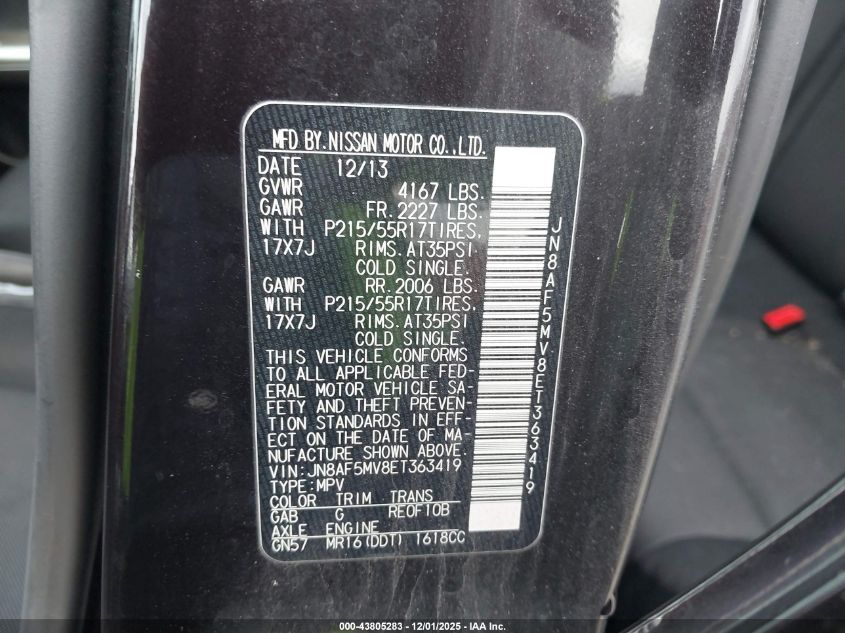 MFD BY.NISSAN MOTOR CO.,LTD.
DATE 12/13
GVWR 4167 LBS.
GAWR FR.2227 LBS.
WITH P215/55R17TIRES,
17X7J RIMS.AT35PSI
COLD SINGLE.
GAWR RR.2006 LBS.
WITH P215/55R17TIRES,
17X7J RIMS.AT35PSI
COLD SINGLE.
THIS VEHICLE CONFORMS
TO ALL APPLICABLE FED-
ERAL MOTOR VEHICLE SA-
FETY AND THEFT PREVEN-
TION STANDARDS IN EFF-
ECT ON THE DATE OF MA-
NUFACTURE SHOWN ABOVE.
VIN:JN8AF5MV8ET363419
TYPE:MPV
COLOR TRIM TRANS
GAB G REOF10B
AXLE ENGINE
GN57 MR16(DDT) 1618CC
JN8AF5MV8ET363419
000-43805283 - 12/01/2025 - IAA Inc.